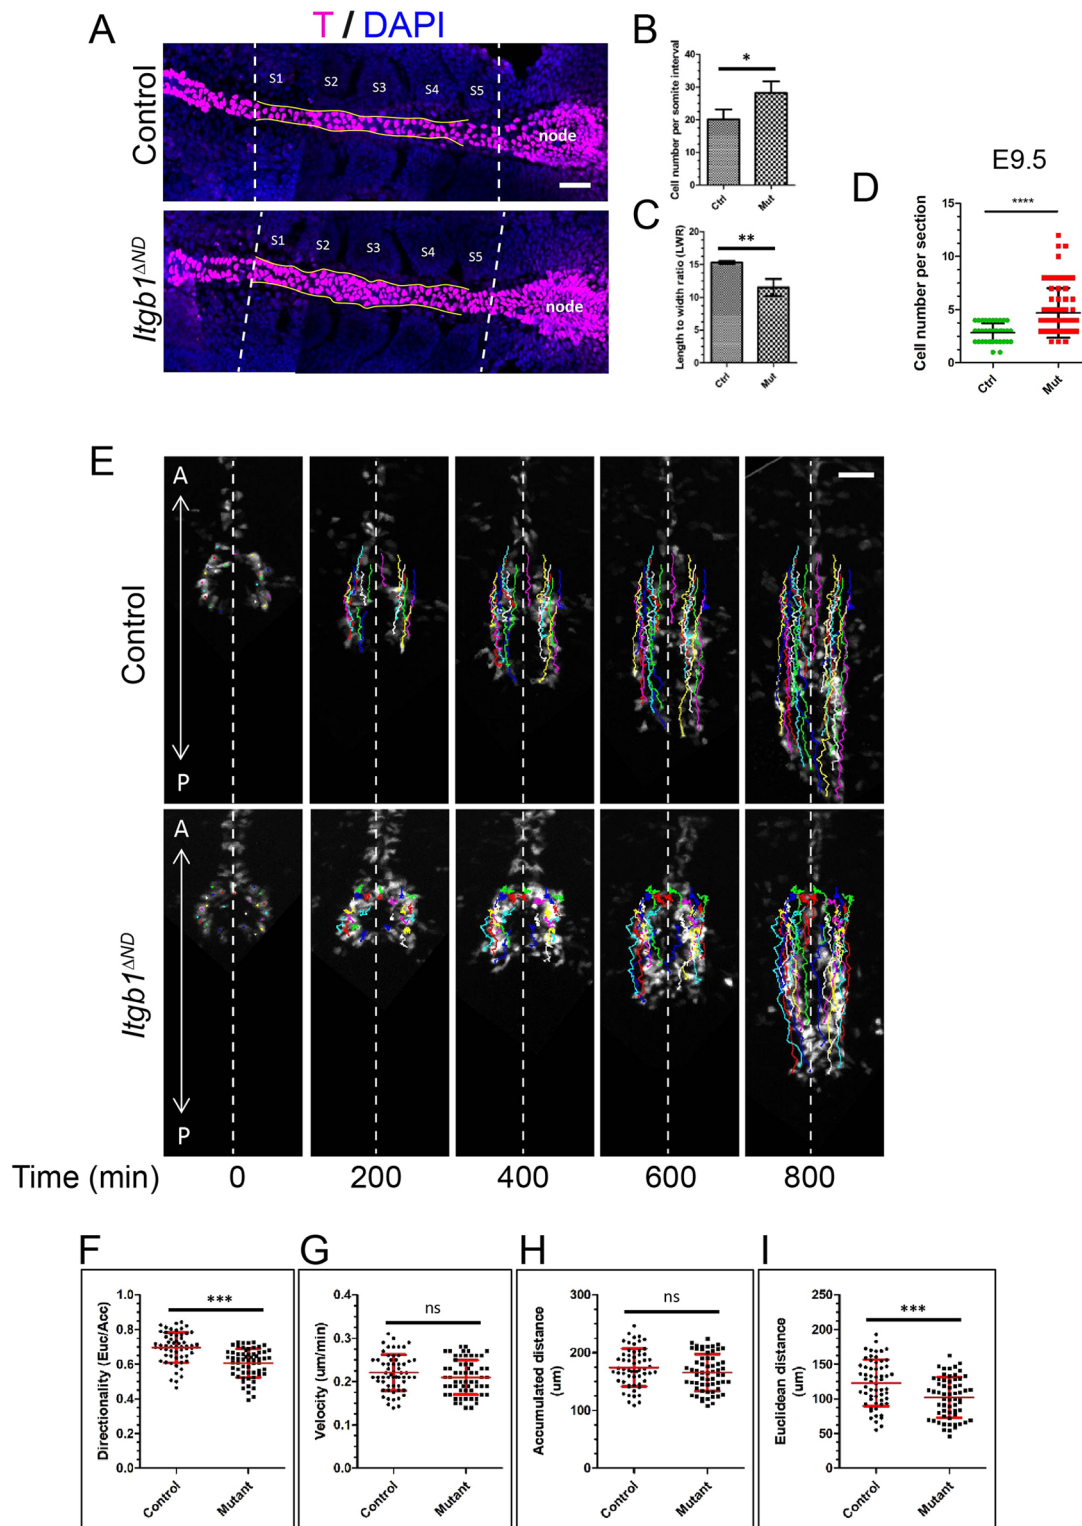 A
T / DAPI
Control
S1 S2 S3 S4 S5
node
Itgb1ΔND
S1 S2 S3 S4 S5
node
B
Cell number per somite interval
40
30
20
10
0
*
Ctrl Mut
C
Length to width ratio (LWR)
20
15
10
5
0
**
Ctrl Mut
D
E9.5
Cell number per section
15
10
5
0
****
Ctrl Mut
E
Control
A
P
Itgb1ΔND
A
P
Time (min) 0 200 400 600 800
F
Directionality (Euc/Acc)
1.0
0.8
0.6
0.4
0.2
0.0
***
Control Mutant
G
Velocity (um/min)
0.4
0.3
0.2
0.1
0.0
ns
Control Mutant
H
Accumulated distance
(um)
300
200
100
0
ns
Control Mutant
I
Euclidean distance
(um)
250
200
150
100
50
0
***
Control Mutant